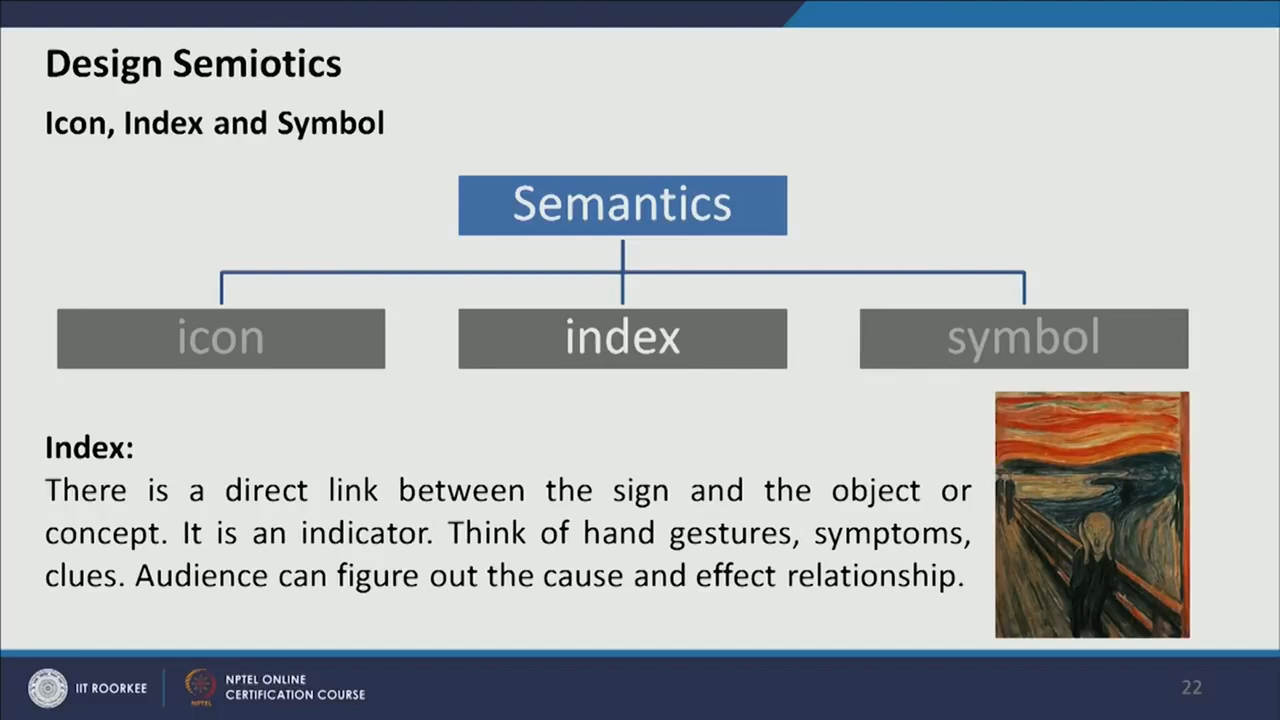 Design Semiotics
Icon, Index and Symbol
Semantics
icon
index
symbol
Index:
There is a direct link between the sign and the object or
concept. It is an indicator. Think of hand gestures, symptoms,
clues. Audience can figure out the cause and effect relationship.
IIT ROORKEE
NPTEL
NPTEL ONLINE
CERTIFICATION COURSE
22